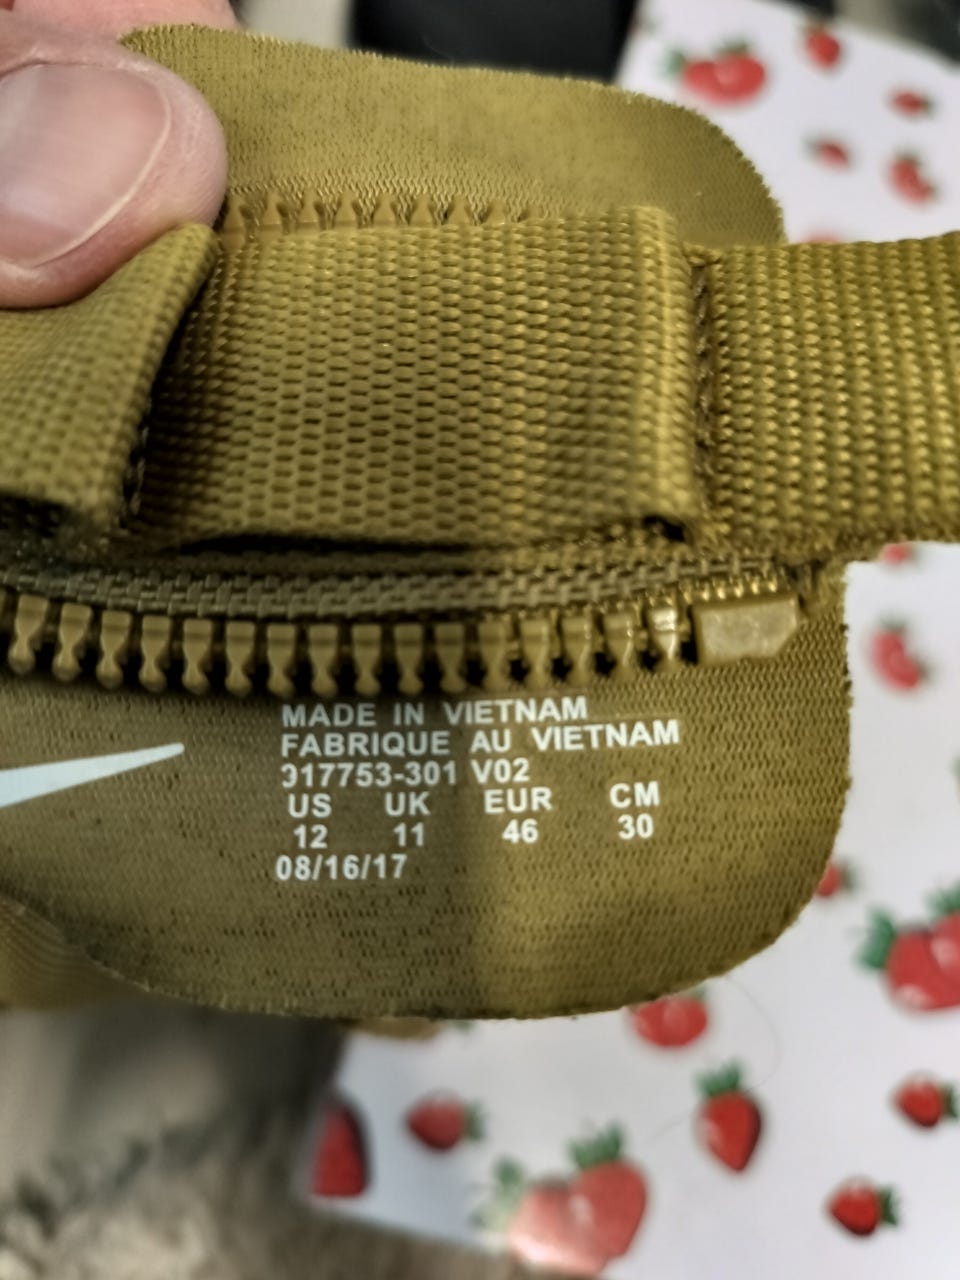 MADE IN VIETNAM
FABRIQUE AU VIETNAM
317753-301 V02
US UK EUR CM
12 11 46 30
08/16/17